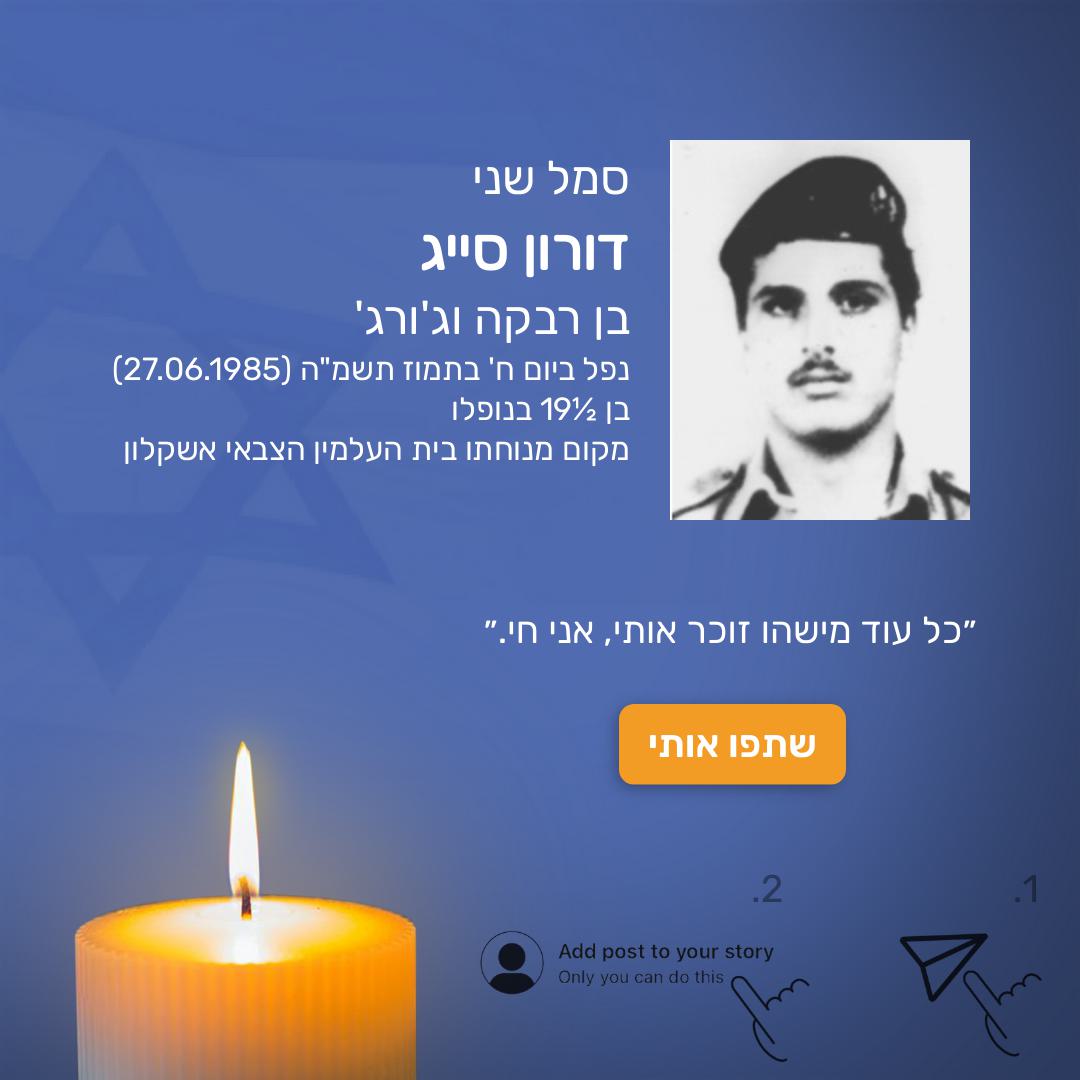 סמל שני
דורון סייג
בן רבקה וג'ורג'
נפל ביום ח' בתמוז תשמ"ה (27.06.1985)
בן 19½ בנופלו
מקום מנוחתו בית העלמין הצבאי אשקלון
״כל עוד מישהו זוכר אותי, אני חי.״
שתפו אותי
.1
.2
Add post to your story
Only you can do this